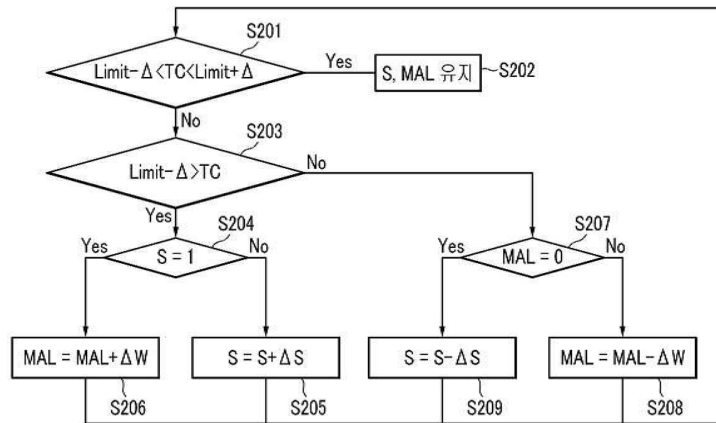 S201
Limit-Δ<TC<Limit+Δ
Yes
S, MAL 유지
S202
No
S203
Limit-Δ>TC
No
Yes
S204
Yes
S = 1
No
S207
Yes
MAL = 0
No
MAL = MAL+ΔW
S = S+ΔS
S = S-ΔS
MAL = MAL-ΔW
S206
S205
S209
S208